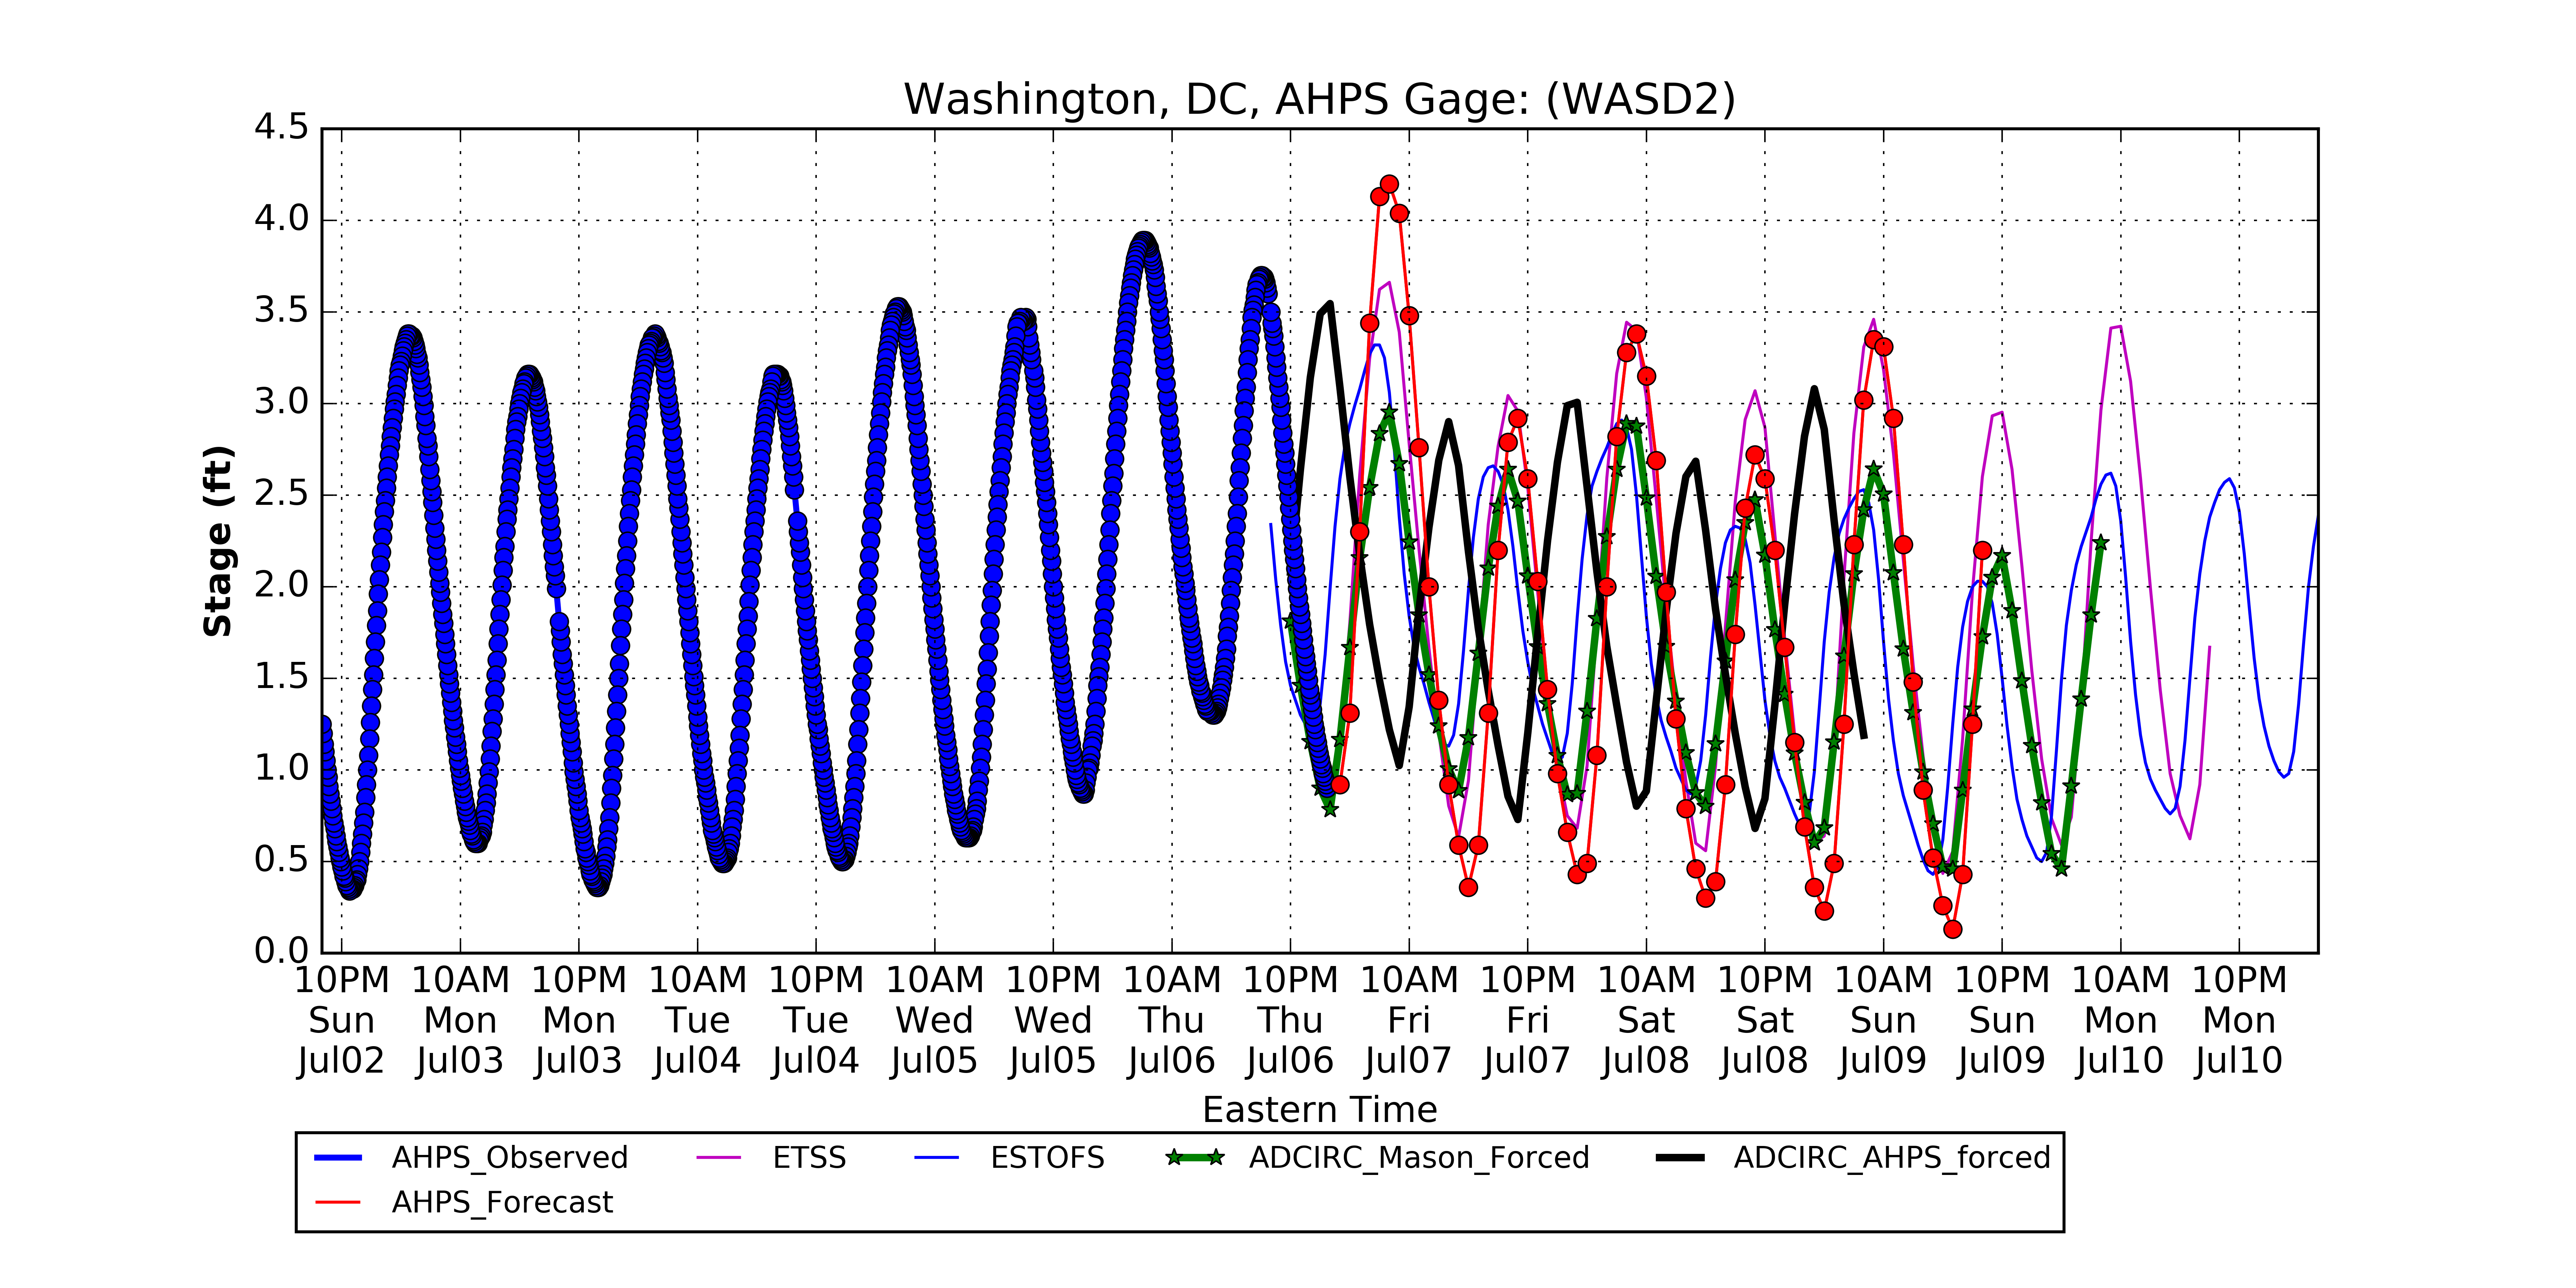 Washington, DC, AHPS Gage: (WASD2)
4.5
4.0
3.5
3.0
2.5
2.0
1.5
1.0
0.5
0.0
Stage (ft)
10PM 10AM 10PM 10AM 10PM 10AM 10PM 10AM 10PM 10AM 10PM 10AM 10PM 10AM 10PM 10AM 10PM
Sun Mon Mon Tue Tue Wed Wed Thu Thu Fri Fri Sat Sat Sun Sun Mon Mon
Jul02 Jul03 Jul03 Jul04 Jul04 Jul05 Jul05 Jul06 Jul06 Jul07 Jul07 Jul08 Jul08 Jul09 Jul09 Jul10 Jul10
Eastern Time
AHPS_Observed ETSS ESTOFS ADCIRC_Mason_Forced ADCIRC_AHPS_forced
AHPS_Forecast